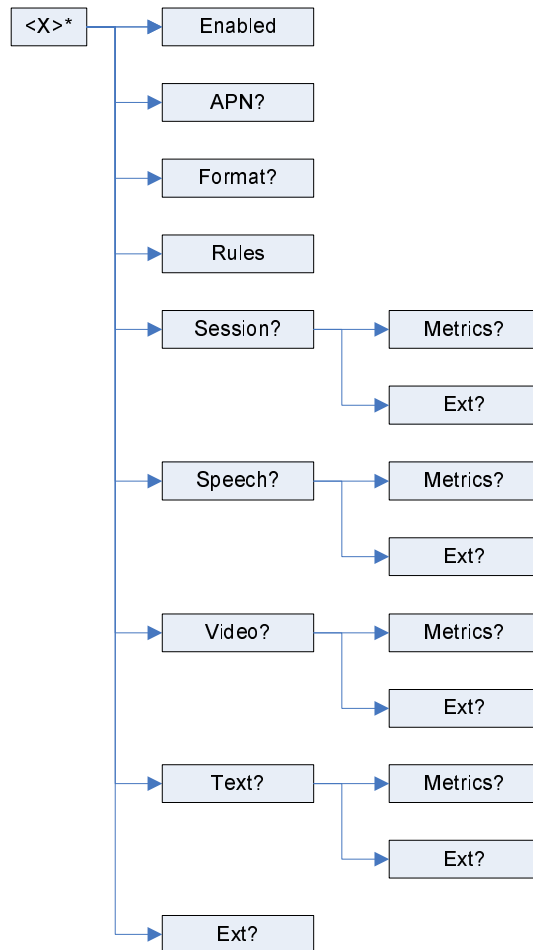 <X>*
Enabled
APN?
Format?
Rules
Session?
Metrics?
Ext?
Speech?
Metrics?
Ext?
Video?
Metrics?
Ext?
Text?
Metrics?
Ext?
Ext?